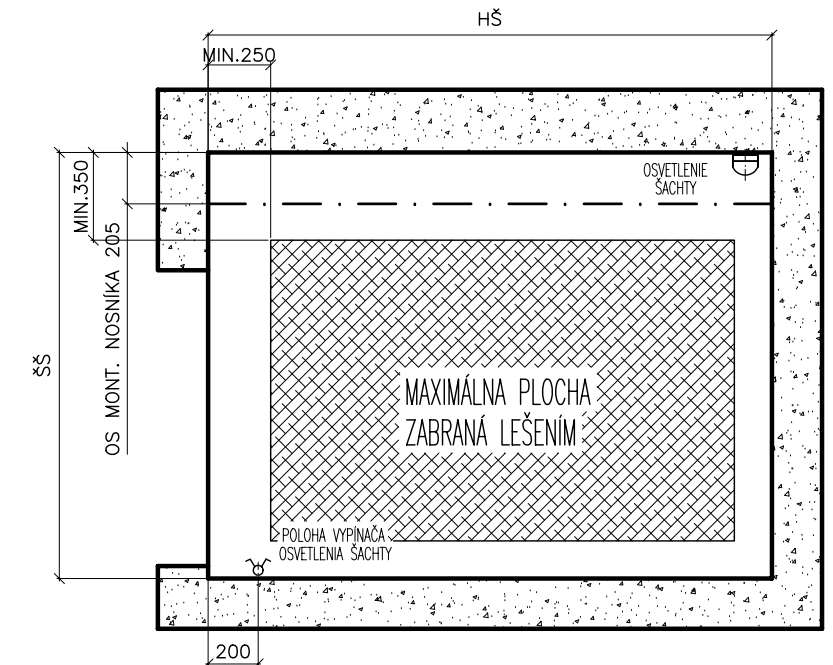 HŠ
MIN.250
MIN.350
OSVETLENIE
ŠACHTY
OS MONT. NOSNÍKA 205
ŠŠ
MAXIMÁLNA PLOCHA
ZABRANÁ LEŠENÍM
POLOHA VYPÍNAČA
OSVETLENIA ŠACHTY
200